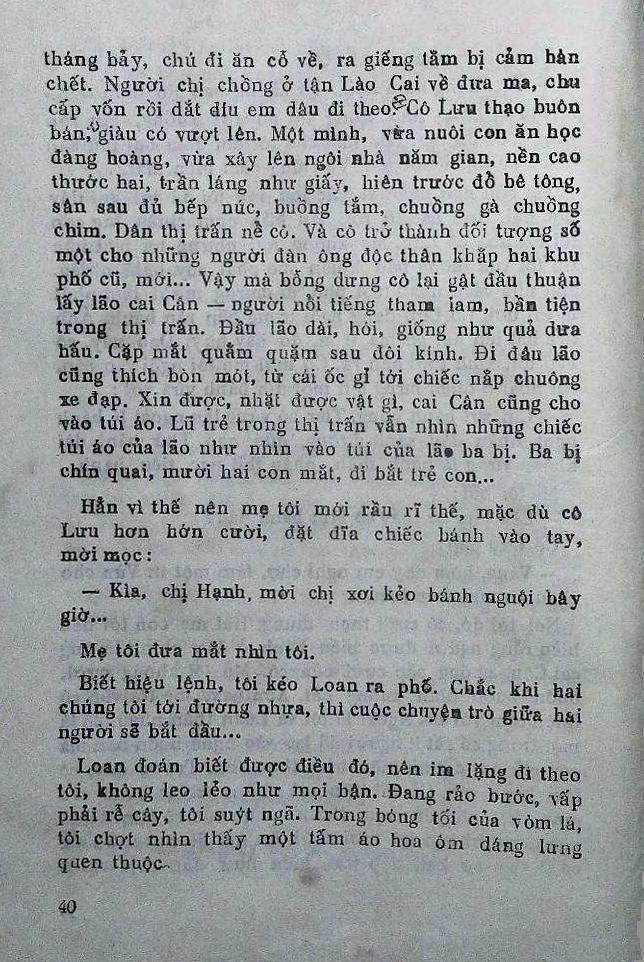 tháng bảy, chú đi ăn cỗ về, ra giếng tắm bị cảm hàn
chết. Người chị chồng ở tận Lào Cai về đưa ma, chu
cấp vốn rồi dắt díu em dâu đi theo. Cô Lưu thạo buôn
bán, giàu có vượt lên. Một mình, vừa nuôi con ăn học
đàng hoàng, vừa xây lên ngôi nhà năm gian, nền cao
thước hai, trần láng như giấy, hiên trước đổ bê tông,
sân sau đủ bếp núc, buồng tắm, chuồng gà chuồng
chim. Dân thị trấn nể cô. Và cô trở thành đối tượng số
một cho những người đàn ông độc thân khắp hai khu
phố cũ, mới... Vậy mà bỗng dưng cô lại gật đầu thuận
lấy lão cai Cân — người nổi tiếng tham lam, bần tiện
trong thị trấn. Đầu lão dài, hói, giống như quả dưa
hấu. Cặp mắt quằm quặm sau đôi kính. Đi đâu lão
cũng thích bòn mót, từ cái ốc gỉ tới chiếc nắp chuông
xe đạp. Xin được, nhặt được vật gì, cai Cân cũng cho
vào túi áo. Lũ trẻ trong thị trấn vẫn nhìn những chiếc
túi áo của lão như nhìn vào túi của lão ba bị. Ba bị
chín quai, mười hai con mắt, đi bắt trẻ con...
Hẳn vì thế nên mẹ tôi mới rầu rĩ thế, mặc dù cô
Lưu hơn hớn cười, đặt đĩa chiếc bánh vào tay,
mời mọc :
— Kìa, chị Hạnh, mời chị xơi kẻo bánh nguội bây
giờ...
Mẹ tôi đưa mắt nhìn tôi.
Biết hiệu lệnh, tôi kéo Loan ra phố. Chắc khi hai
chúng tôi tới đường nhựa, thì cuộc chuyện trò giữa hai
người sẽ bắt đầu...
Loan đoán biết được điều đó, nên im lặng đi theo
tôi, không leo lẻo như mọi bận. Đang rảo bước, vấp
phải rễ cây, tôi suýt ngã. Trong bóng tối của vòm lá,
tôi chợt nhìn thấy một tấm áo hoa ôm dáng lưng
quen thuộc.
40